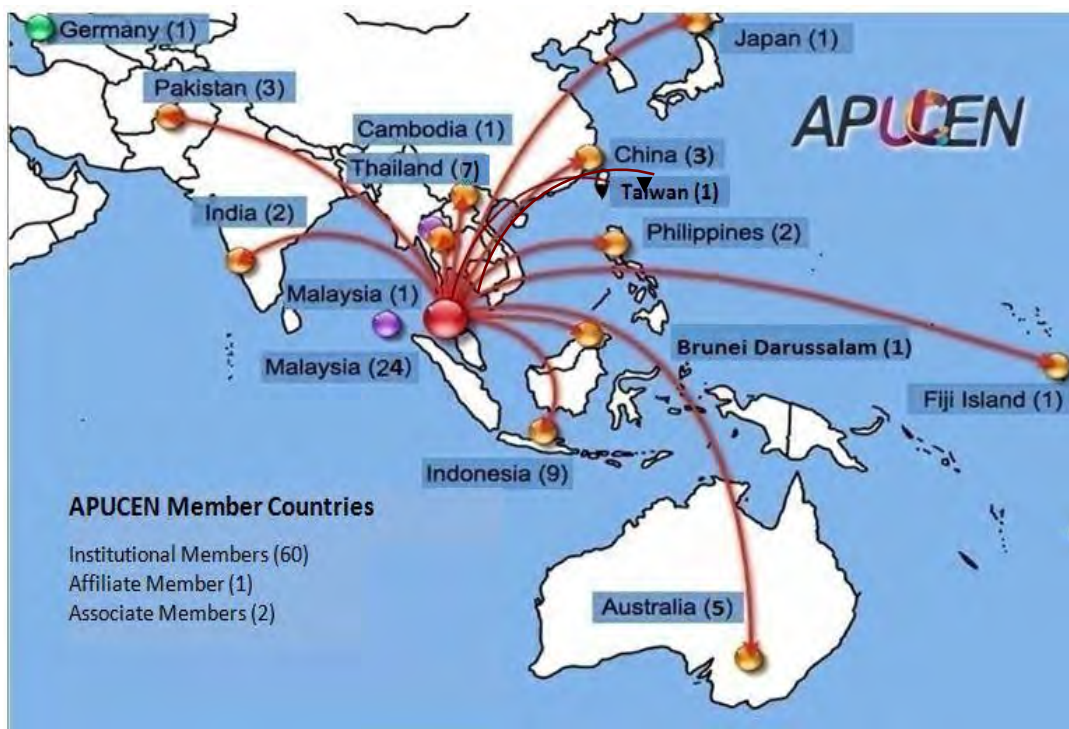 Germany (1)
Japan (1)
Pakistan (3)
APUCEN
Cambodia (1)
China (3)
Thailand (7)
Taiwan (1)
India (2)
Philippines (2)
Malaysia (1)
Brunei Darussalam (1)
Malaysia (24)
Fiji Island (1)
Indonesia (9)
APUCEN Member Countries
Institutional Members (60)
Affiliate Member (1)
Associate Members (2)
Australia (5)